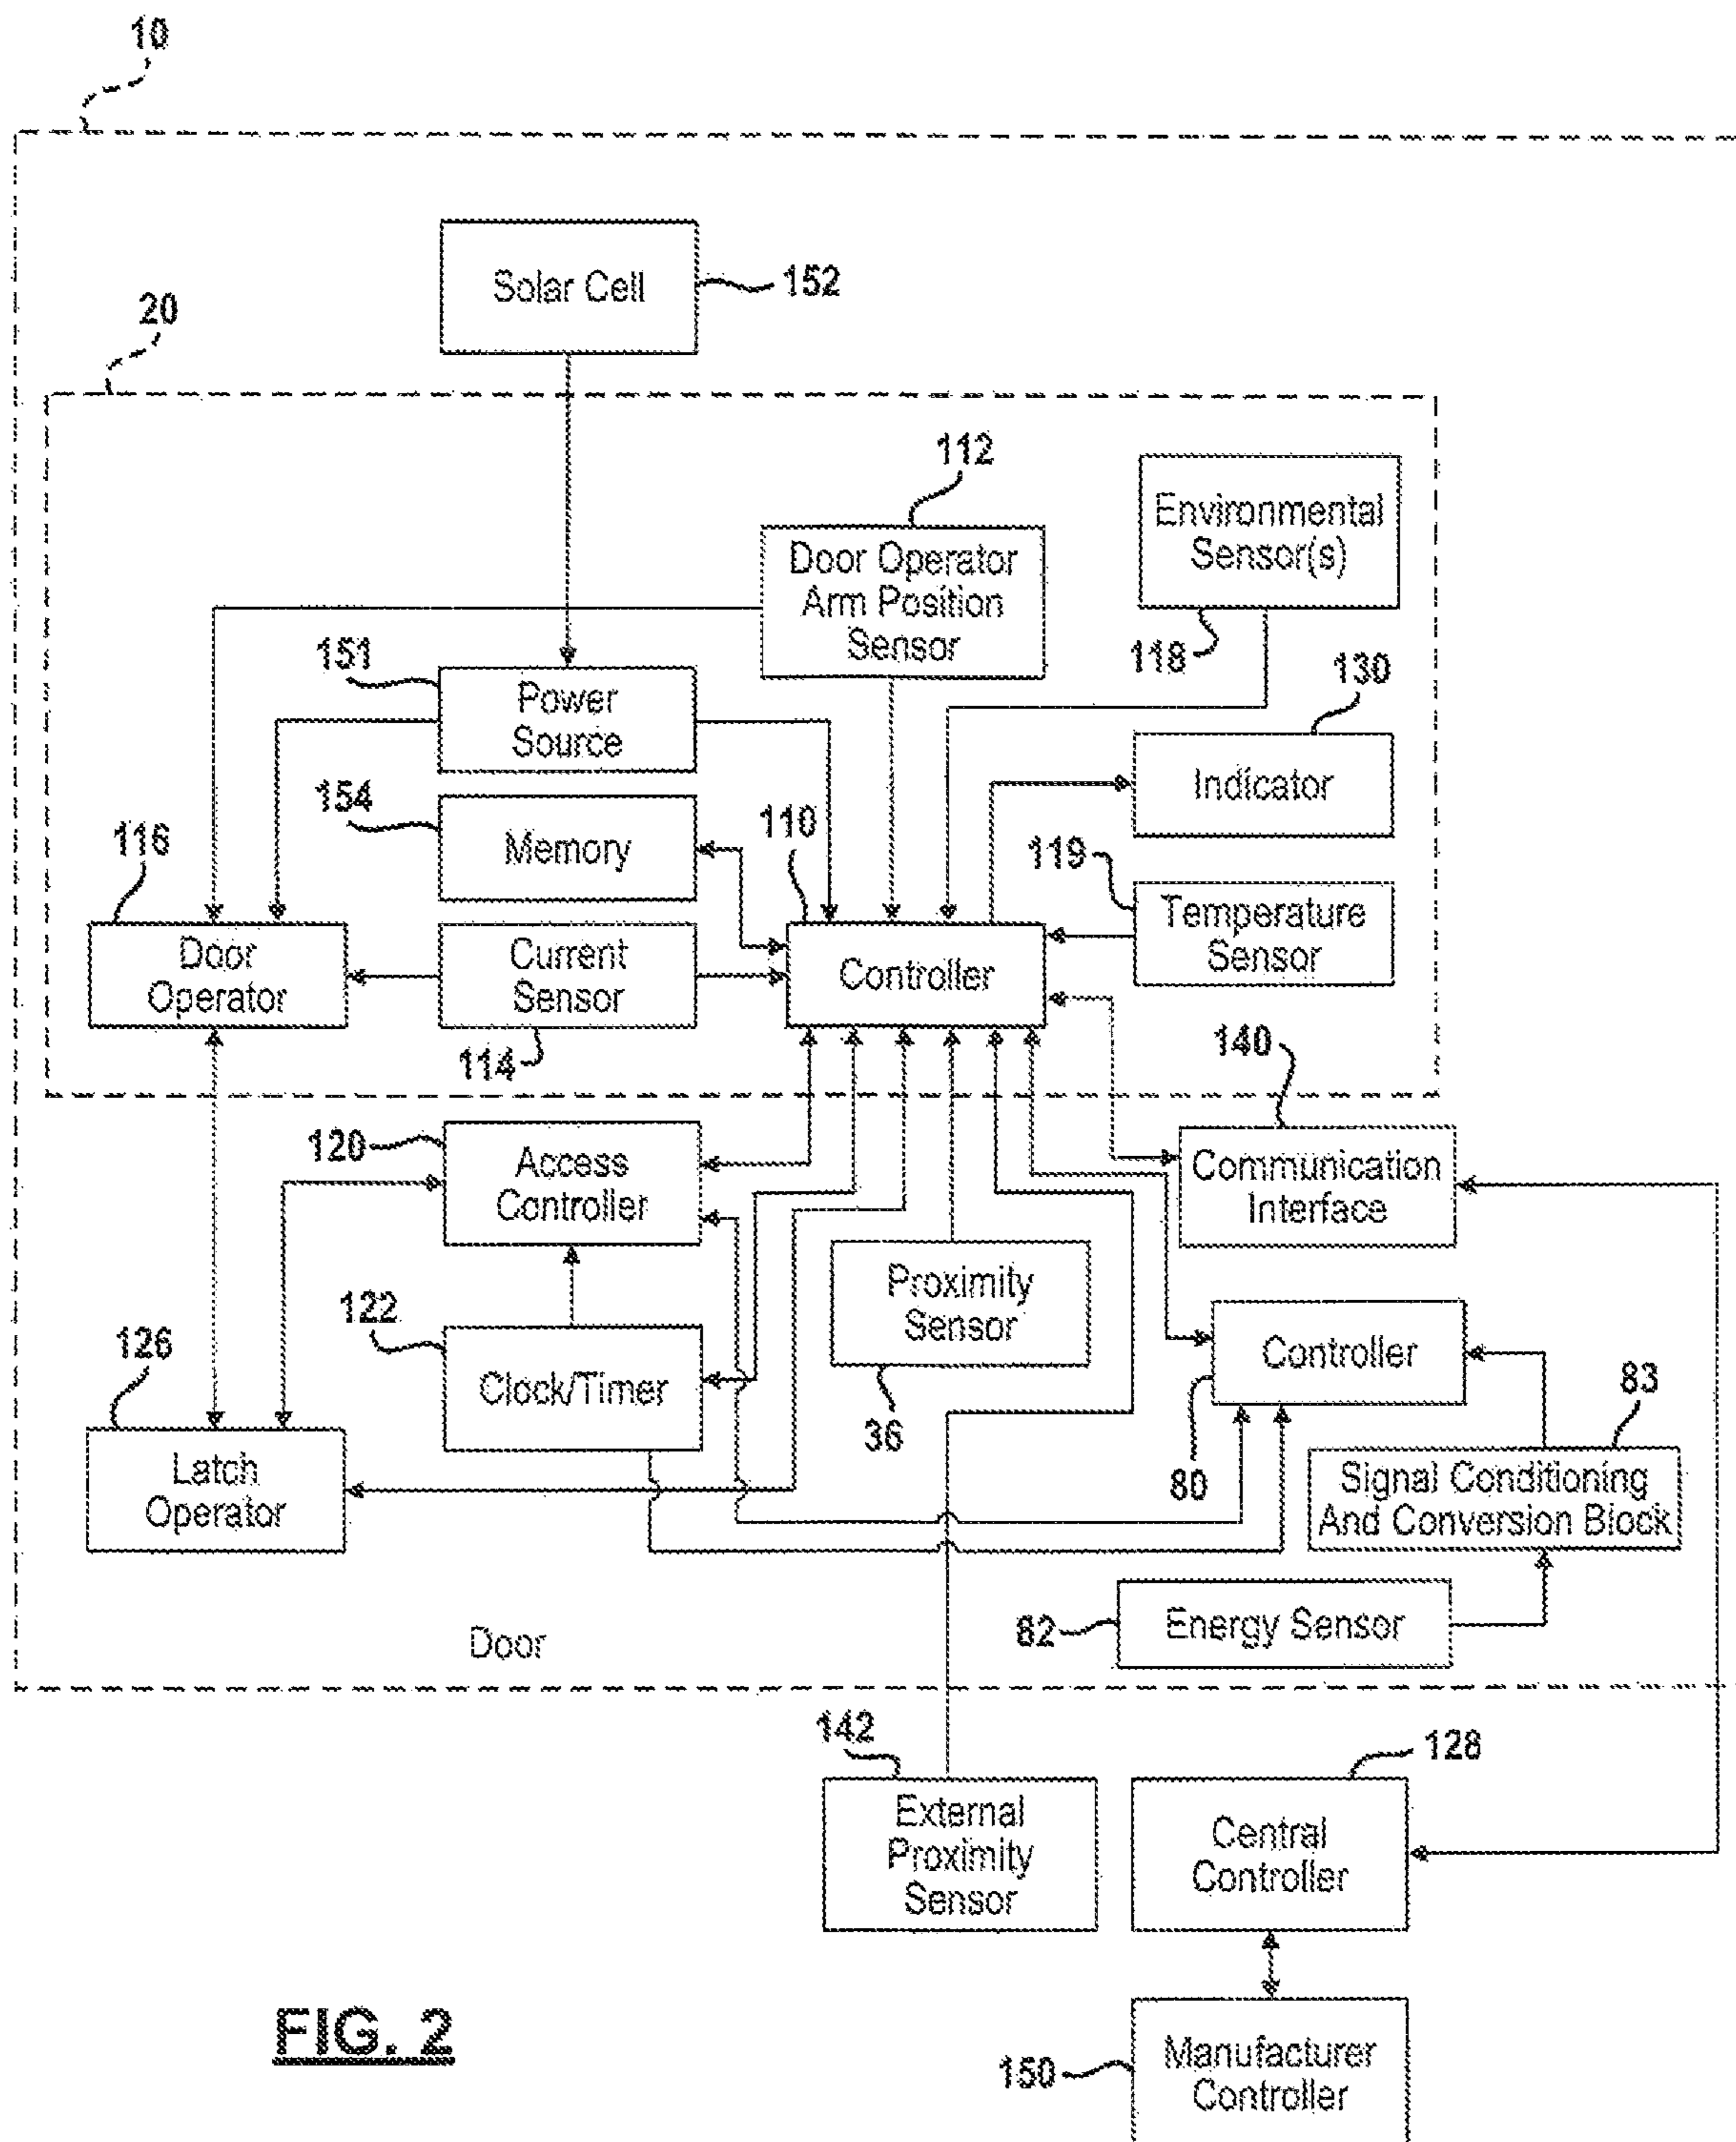 10
Solar Cell
152
20
112
Door Operator
Arm Position
Sensor
Environmental
Sensor(s)
118
151
Power
Source
130
Indicator
154
Memory
110
116
Door
Operator
Current
Sensor
114
Controller
119
Temperature
Sensor
140
Communication
Interface
120
Access
Controller
Proximity
Sensor
36
122
Clock/Timer
126
Latch
Operator
Controller
80
83
Signal Conditioning
And Conversion Block
82
Energy Sensor
Door
142
External
Proximity
Sensor
128
Central
Controller
150
Manufacturer
Controller
FIG. 2